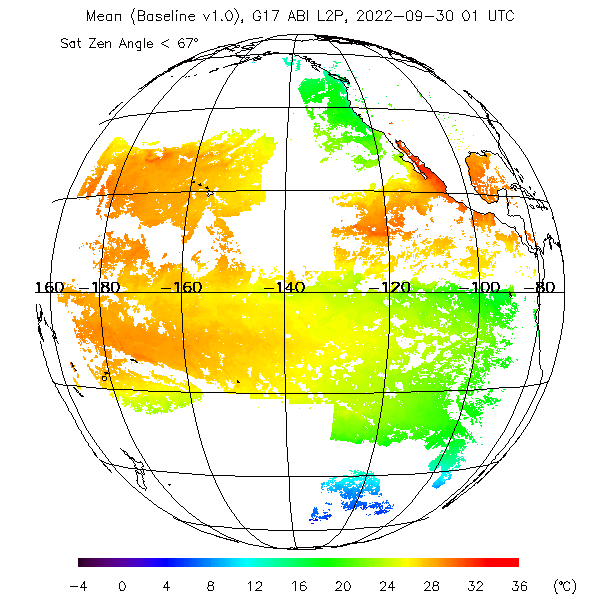 Mean (Baseline v1.0), G17 ABI L2P, 2022-09-30 01 UTC
Sat Zen Angle < 67°
160 -180 -160 -140 -120 -100 -80
-4 0 4 8 12 16 20 24 28 32 36 (°C)